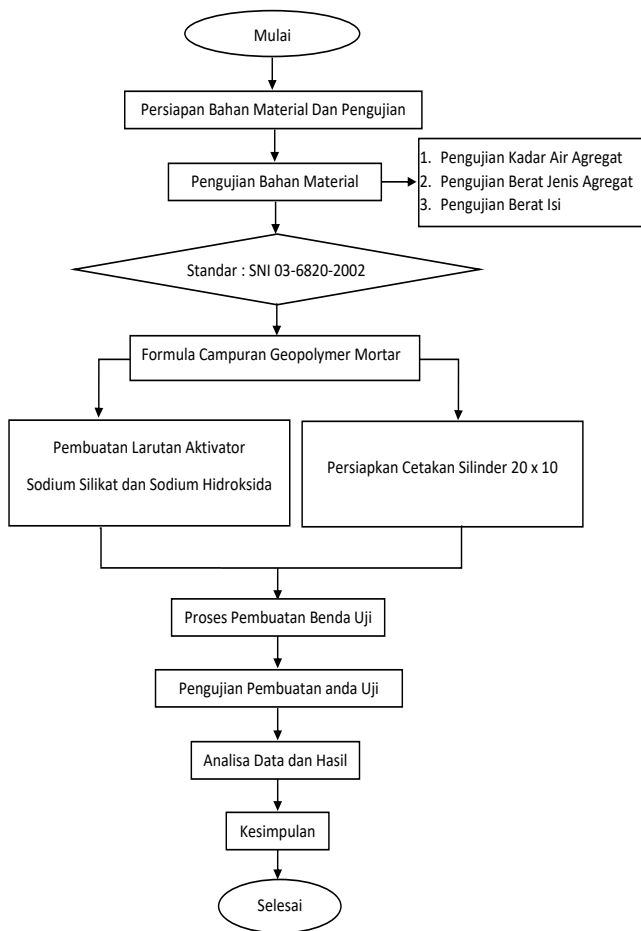 Mulai
Persiapan Bahan Material Dan Pengujian
Pengujian Bahan Material
1. Pengujian Kadar Air Agregat
2. Pengujian Berat Jenis Agregat
3. Pengujian Berat Isi
Standar : SNI 03-6820-2002
Formula Campuran Geopolymer Mortar
Pembuatan Larutan Aktivator
Sodium Silikat dan Sodium Hidroksida
Persiapkan Cetakan Silinder 20 x 10
Proses Pembuatan Benda Uji
Pengujian Pembuatan anda Uji
Analisa Data dan Hasil
Kesimpulan
Selesai